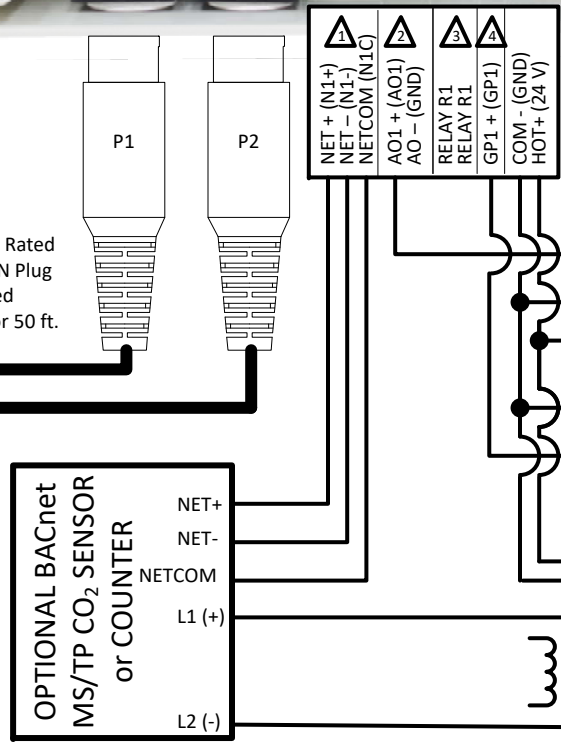 P1
P2
Rated
N Plug
ed
or 50 ft.
1
2
3
4
NET + (N1+)
NET – (N1-)
NETCOM (N1C)
AO1 + (AO1)
AO – (GND)
RELAY R1
RELAY R1
GP1 + (GP1)
COM - (GND)
HOT+ (24 V)
OPTIONAL BACnet
MS/TP CO₂ SENSOR
or COUNTER
NET+
NET-
NETCOM
L1 (+)
L2 (-)